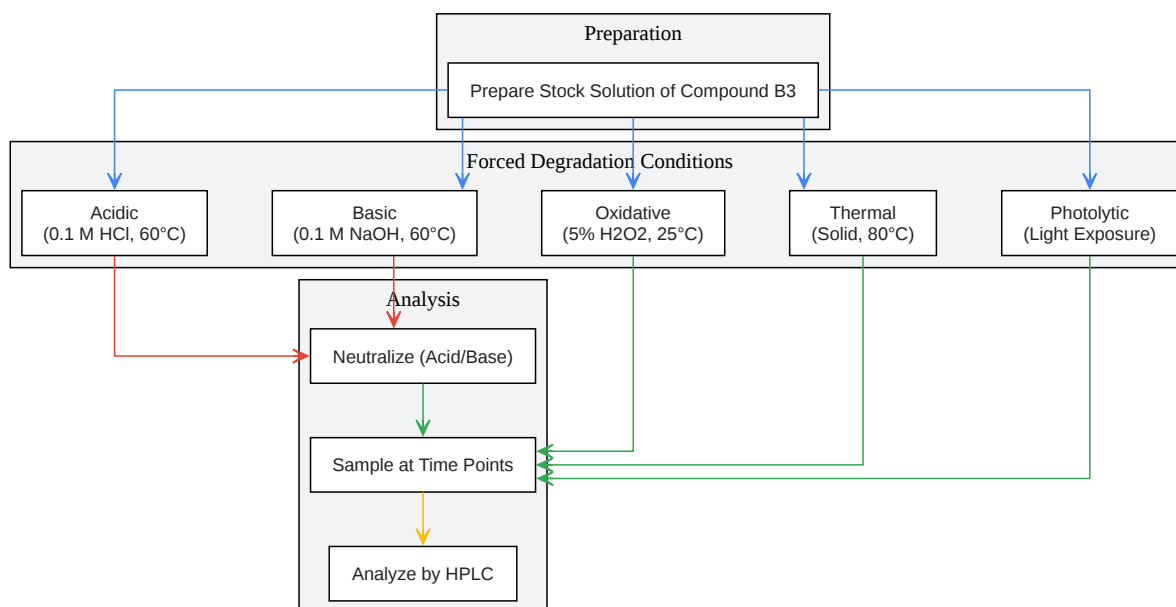 Preparation
Prepare Stock Solution of Compound B3
Forced Degradation Conditions
Acidic
(0.1 M HCl, 60°C)
Basic
(0.1 M NaOH, 60°C)
Oxidative
(5% H2O2, 25°C)
Thermal
(Solid, 80°C)
Photolytic
(Light Exposure)
Analysis
Neutralize (Acid/Base)
Sample at Time Points
Analyze by HPLC